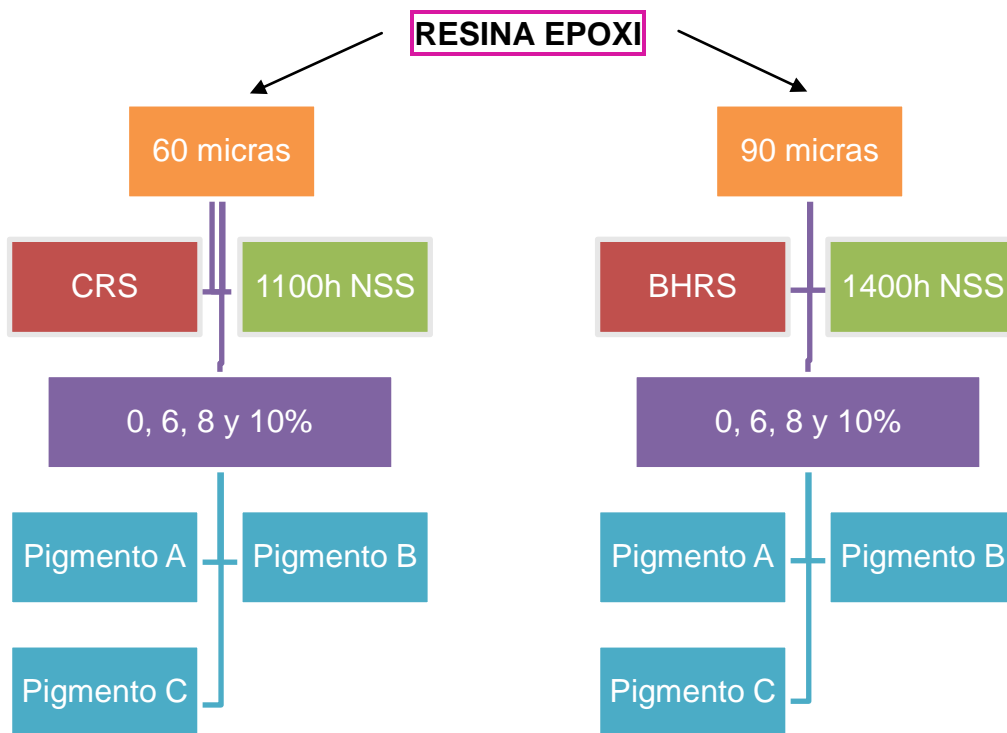 RESINA EPOXI
60 micras
90 micras
CRS
1100h NSS
BHRS
1400h NSS
0, 6, 8 y 10%
0, 6, 8 y 10%
Pigmento A
Pigmento B
Pigmento A
Pigmento B
Pigmento C
Pigmento C